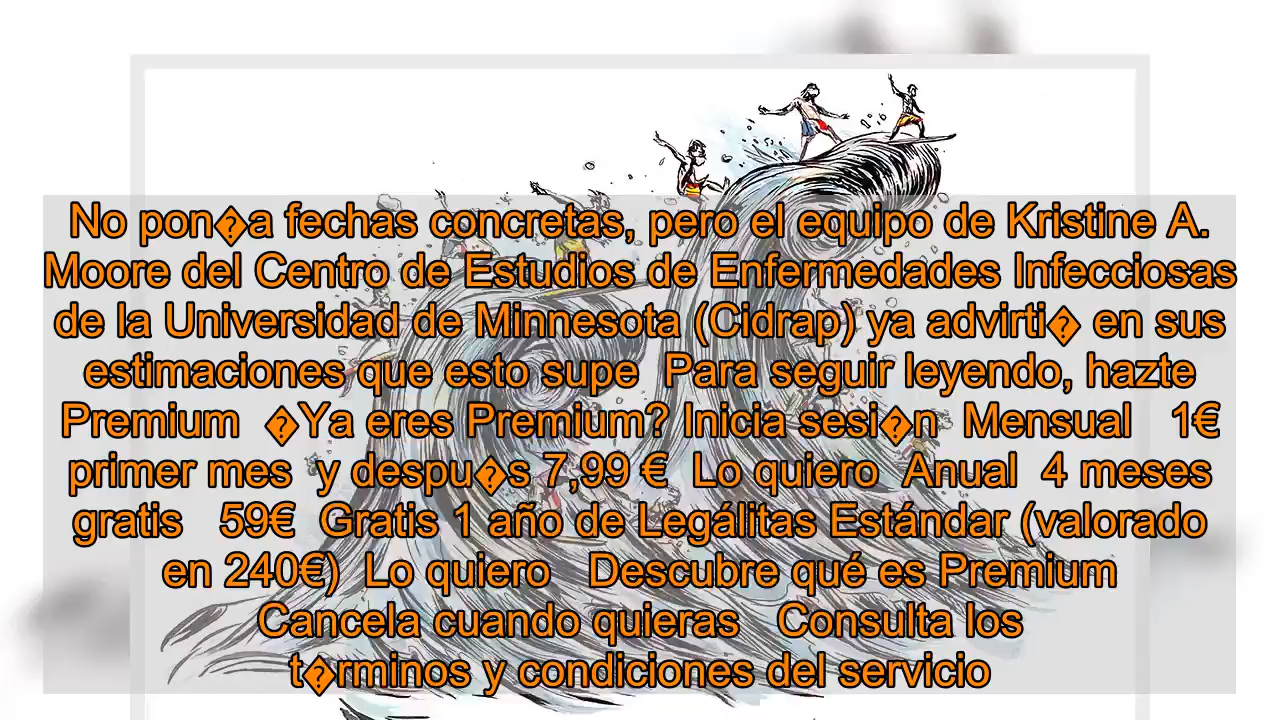 No pon�a fechas concretas, pero el equipo de Kristine A.
Moore del Centro de Estudios de Enfermedades Infecciosas
de la Universidad de Minnesota (Cidrap) ya advirti� en sus
estimaciones que esto supe  Para seguir leyendo, hazte
Premium  �Ya eres Premium? Inicia sesi�n  Mensual   1€
primer mes  y despu�s 7,99 €  Lo quiero  Anual  4 meses
gratis   59€  Gratis 1 año de Legálitas Estándar (valorado
en 240€)  Lo quiero   Descubre qué es Premium
Cancela cuando quieras   Consulta los
t�rminos y condiciones del servicio